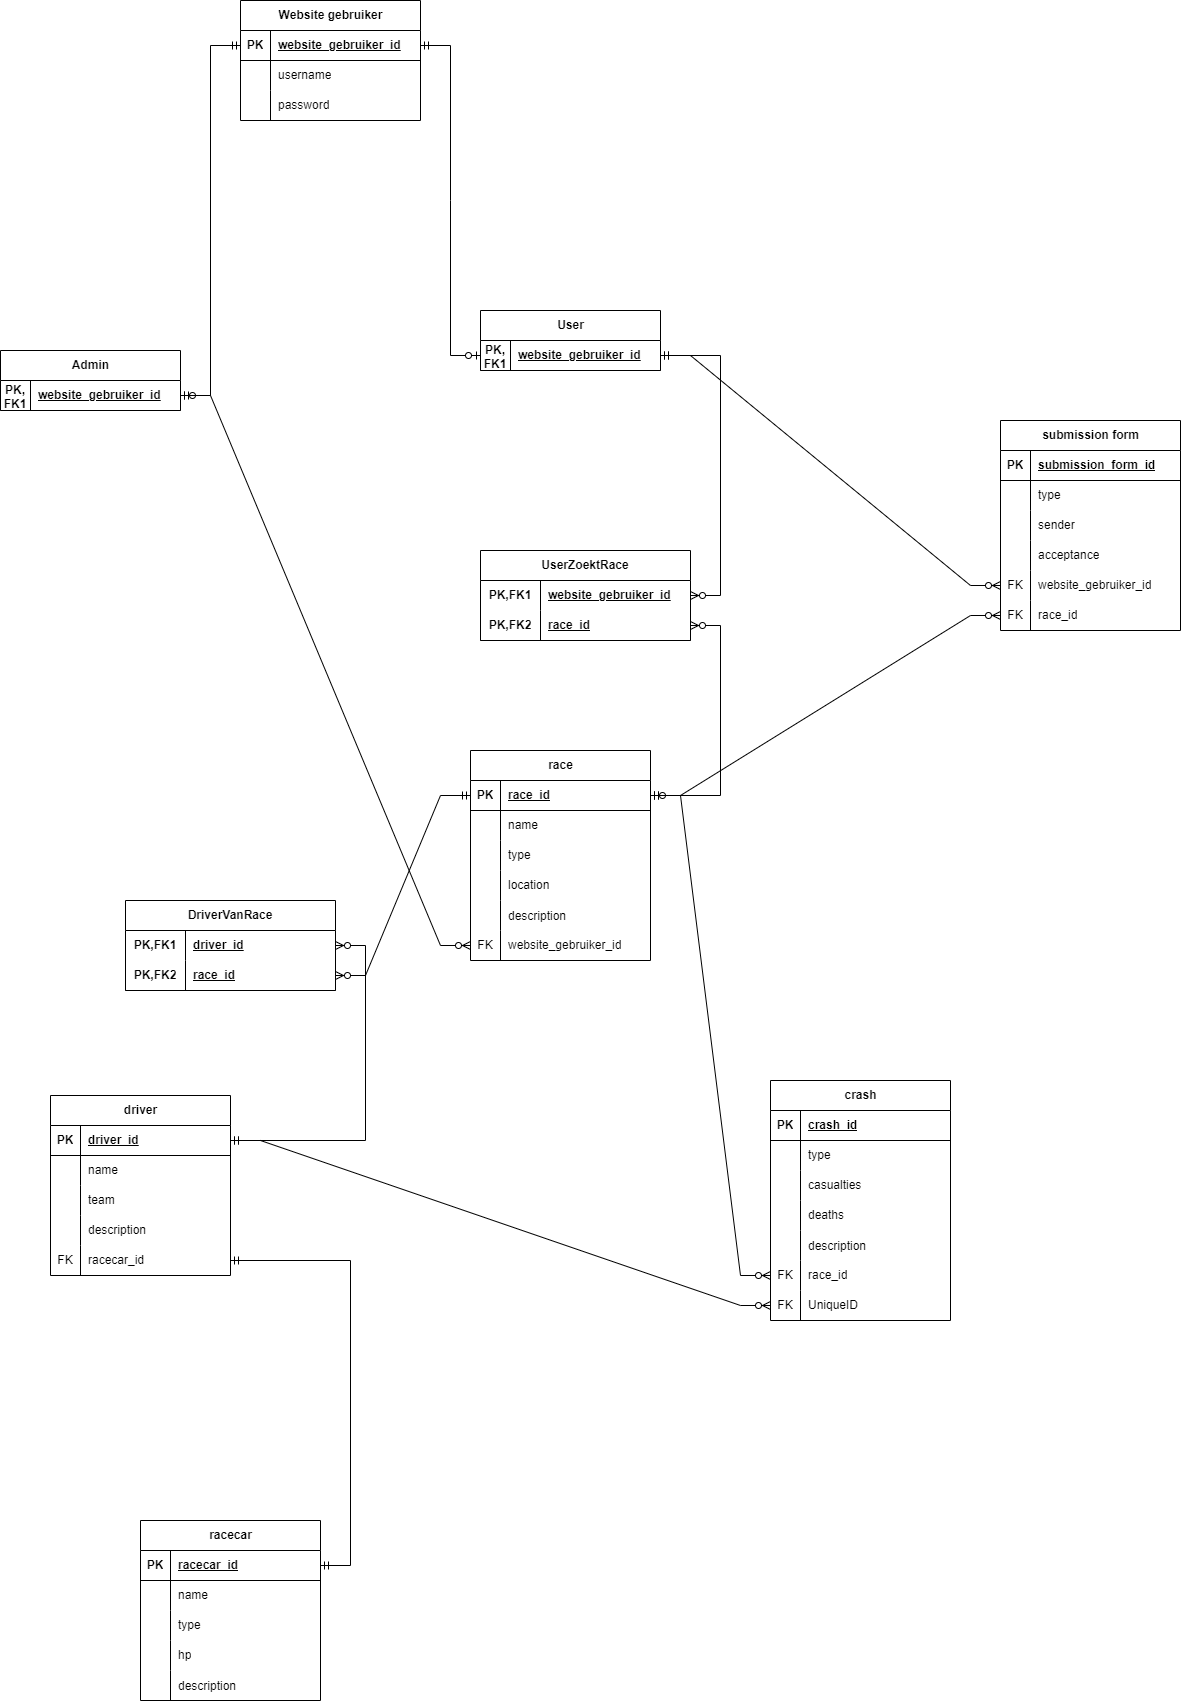 Website gebruiker
PK website_gebruiker_id
username
password
User
PK,
FK1 website_gebruiker_id
Admin
PK,
FK1 website_gebruiker_id
submission form
PK submission_form_id
type
sender
acceptance
FK website_gebruiker_id
FK race_id
UserZoektRace
PK,FK1 website_gebruiker_id
PK,FK2 race_id
race
PK race_id
name
type
location
description
FK website_gebruiker_id
DriverVanRace
PK,FK1 driver_id
PK,FK2 race_id
driver
PK driver_id
name
team
description
FK racecar_id
crash
PK crash_id
type
casualties
deaths
description
FK race_id
FK UniqueID
racecar
PK racecar_id
name
type
hp
description